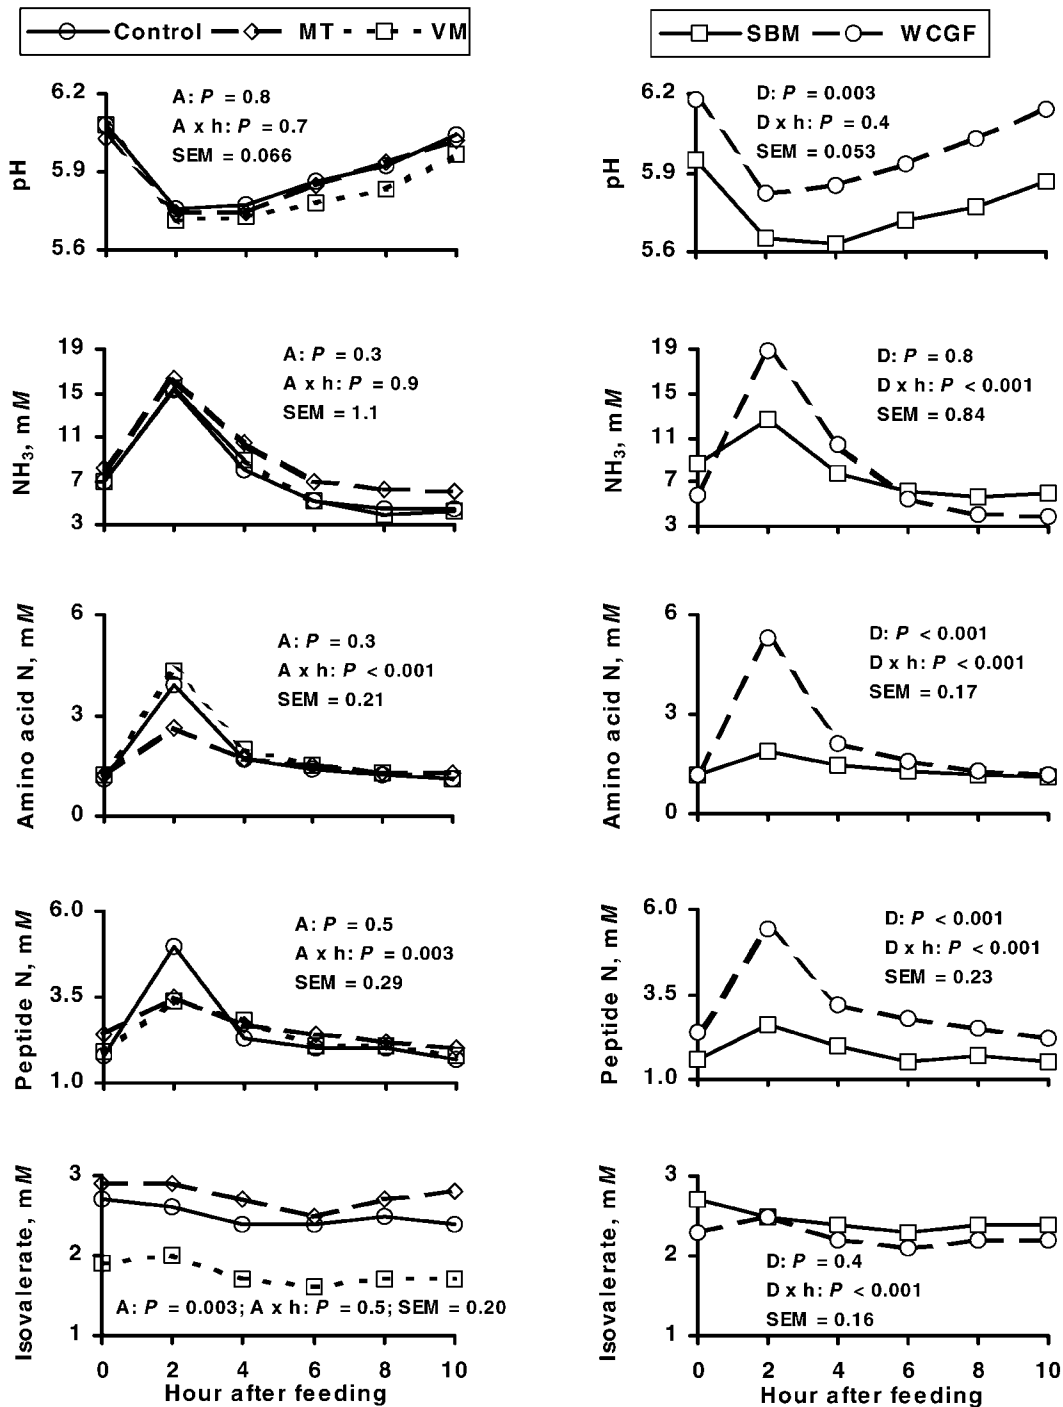 Control MT VM
SBM WCGF
6.2
5.9
5.6
pH
A: P = 0.8
A x h: P = 0.7
SEM = 0.066
6.2
5.9
5.6
pH
D: P = 0.003
D x h: P = 0.4
SEM = 0.053
19
15
11
7
3
NH3, mM
A: P = 0.3
A x h: P = 0.9
SEM = 1.1
19
15
11
7
3
NH3, mM
D: P = 0.8
D x h: P < 0.001
SEM = 0.84
6
3
0
Amino acid N, mM
A: P = 0.3
A x h: P < 0.001
SEM = 0.21
6
3
0
Amino acid N, mM
D: P < 0.001
D x h: P < 0.001
SEM = 0.17
6.0
3.5
1.0
Peptide N, mM
A: P = 0.5
A x h: P = 0.003
SEM = 0.29
6.0
3.5
1.0
Peptide N, mM
D: P < 0.001
D x h: P < 0.001
SEM = 0.23
3
2
1
Isovalerate, mM
A: P = 0.003; A x h: P = 0.5; SEM = 0.20
0 2 4 6 8 10
Hour after feeding
3
2
1
Isovalerate, mM
D: P = 0.4
D x h: P < 0.001
SEM = 0.16
0 2 4 6 8 10
Hour after feeding